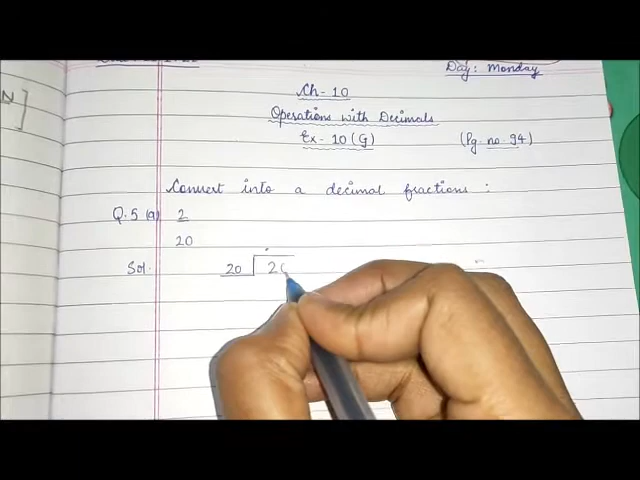 Day: Monday
N
Ch - 10
Operations with Decimals
Ex - 10 (G) (Pg no 94)
Convert into a decimal fractions :
Q.5 (a) 2
20
Sol. 20 20